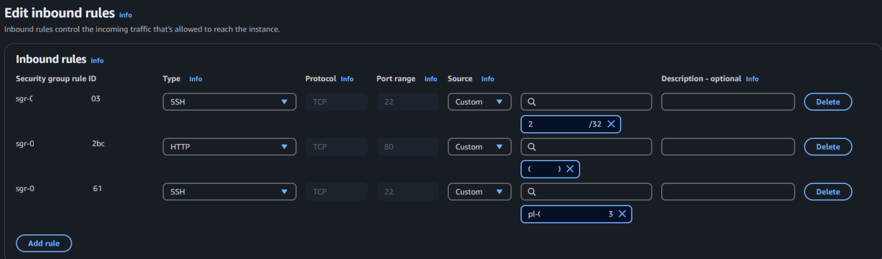 Edit inbound rules Info
Inbound rules control the incoming traffic that's allowed to reach the instance.
Inbound rules Info
Security group rule ID Type Info Protocol Info Port range Info Source Info Description - optional Info
sgr-0 03 SSH TCP 22 Custom Delete
2 /32
sgr-0 2bc HTTP TCP 80 Custom Delete
sgr-0 61 SSH TCP 22 Custom Delete
pl-0 3
Add rule